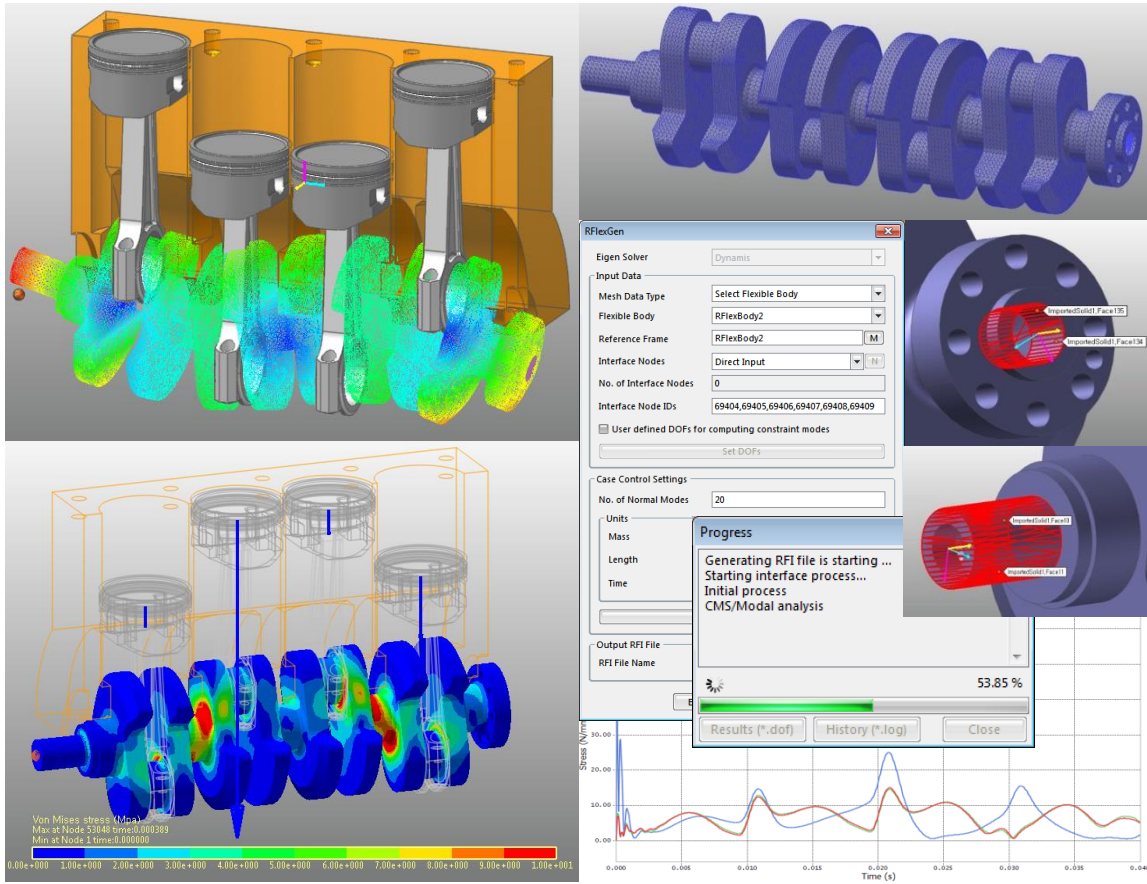 RFlexGen
Eigen Solver
Dynamis
Input Data
Mesh Data Type
Select Flexible Body
Flexible Body
RFlexBody2
Reference Frame
RFlexBody2
M
Interface Nodes
Direct Input
N
No. of Interface Nodes
0
Interface Node IDs
69404,69405,69406,69407,69408,69409
User defined DOFs for computing constraint modes
Set DOFs
Case Control Settings
No. of Normal Modes
20
Units
Mass
Length
Time
Output RFI File
RFI File Name
Progress
Generating RFI file is starting ...
Starting interface process...
Initial process
CMS/Modal analysis
53.85 %
Results (*.dof)
History (*.log)
Close
ImportedSolid1,Face135
ImportedSolid1,Face134
ImportedSolid1,Face11
Von Mises stress (Mpa)
Max at Node 53048 time:0.000389
Min at Node 1 time:0.000000
0.00e+000 1.00e+000 2.00e+000 3.00e+000 4.00e+000 5.00e+000 6.00e+000 7.00e+000 8.00e+000 9.00e+000 1.00e+001
30.00
20.00
10.00
0.00
0.000 0.005 0.010 0.015 0.020 0.025 0.030 0.035
Time (s)